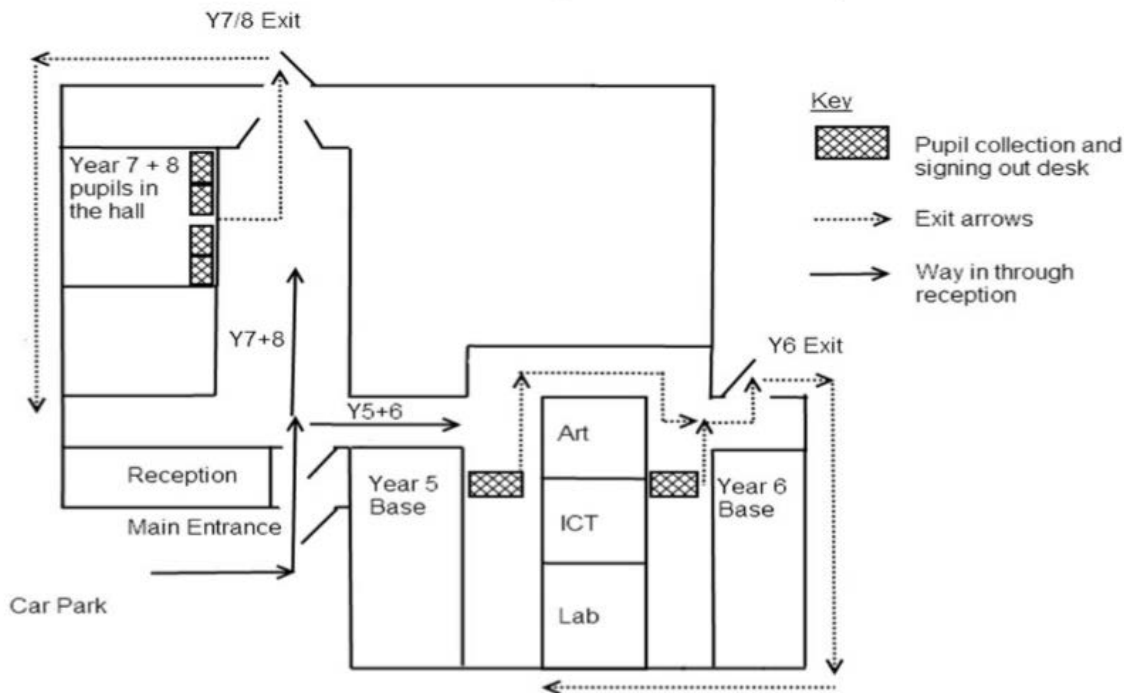 Y7/8 Exit
Key
Pupil collection and
signing out desk
Exit arrows
Way in through
reception
Year 7 + 8
pupils in
the hall
Y7+8
Y6 Exit
Y5+6
Art
Reception
Year 5
Base
Year 6
Base
ICT
Main Entrance
Car Park
Lab